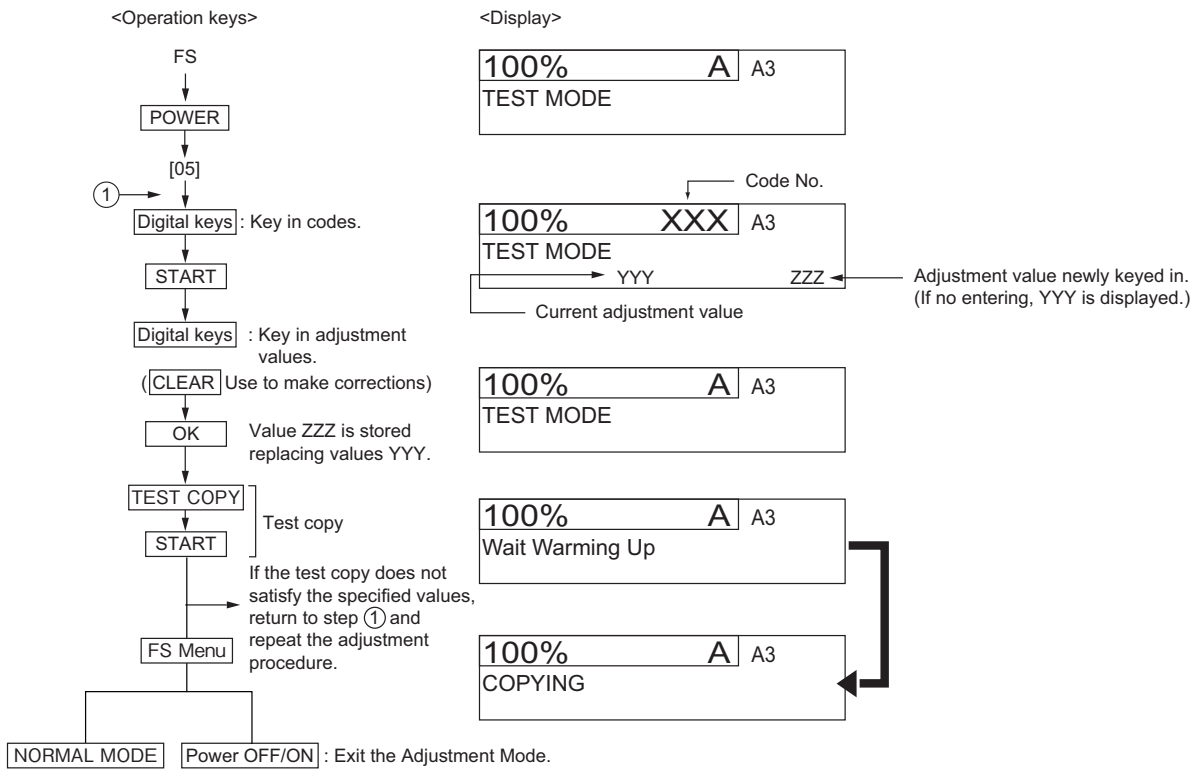 <Operation keys>
<Display>
FS
POWER
[05]
1
Digital keys : Key in codes.
START
Digital keys : Key in adjustment
values.
( CLEAR Use to make corrections)
OK
Value ZZZ is stored
replacing values YYY.
TEST COPY
START
Test copy
If the test copy does not
satisfy the specified values,
return to step 1 and
repeat the adjustment
procedure.
FS Menu
NORMAL MODE
Power OFF/ON : Exit the Adjustment Mode.
100% A A3
TEST MODE
Code No.
100% XXX A3
TEST MODE
YYY ZZZ
Adjustment value newly keyed in.
(If no entering, YYY is displayed.)
Current adjustment value
100% A A3
TEST MODE
100% A A3
Wait Warming Up
100% A A3
COPYING